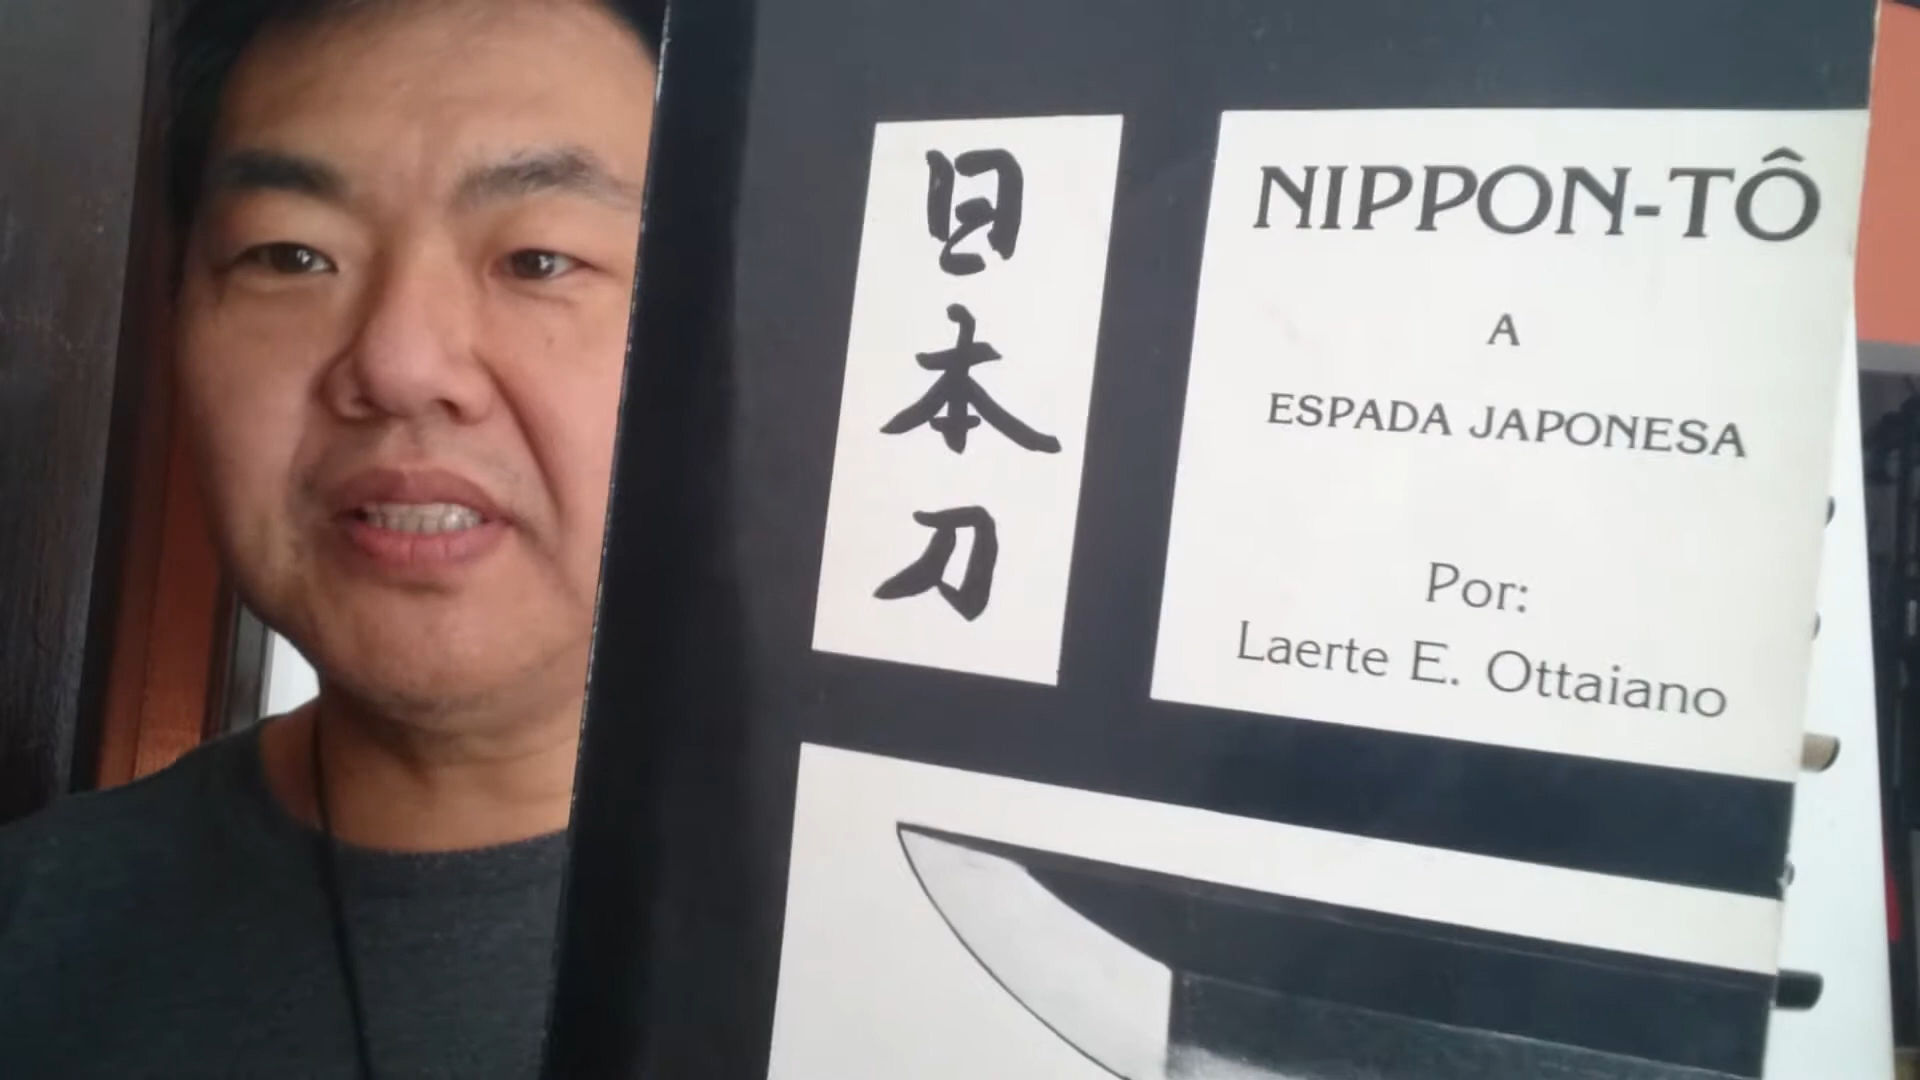 日本刀
NIPPON-TÔ
A
ESPADA JAPONESA
Por:
Laerte E. Ottaiano